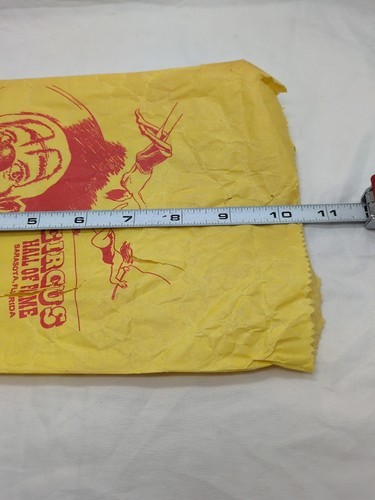 5 6 7 8 9 10 11
CIRCUS
HALL OF FAME
SARASOTA, FLORIDA